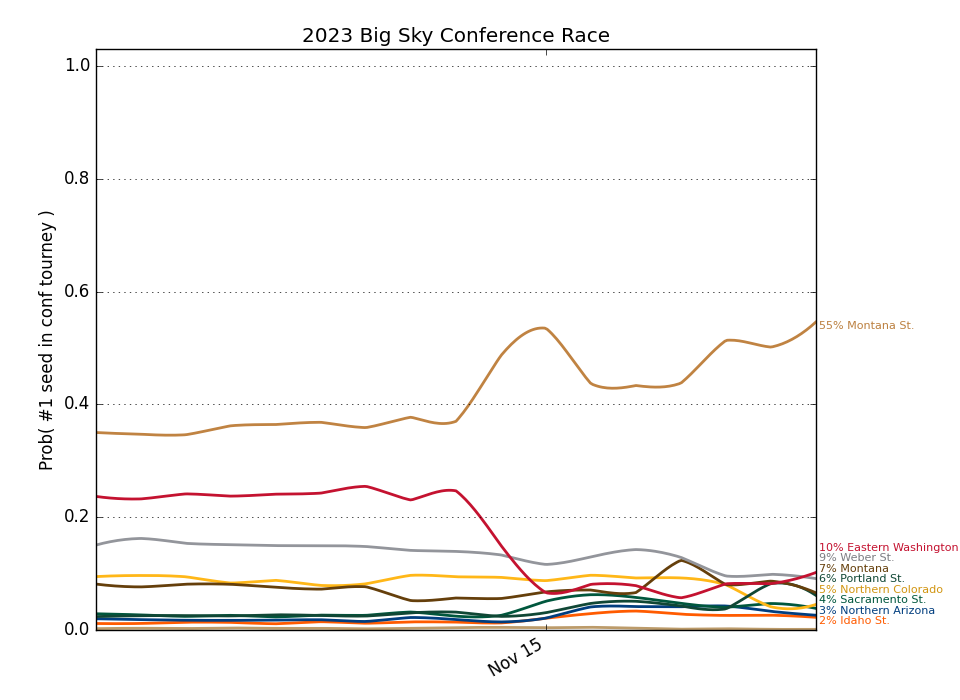 2023 Big Sky Conference Race
Prob( #1 seed in conf tourney )
1.0
0.8
0.6
0.4
0.2
0.0
Nov 15
55% Montana St.
10% Eastern Washington
9% Weber St.
7% Montana
6% Portland St.
5% Northern Colorado
4% Sacramento St.
3% Northern Arizona
2% Idaho St.